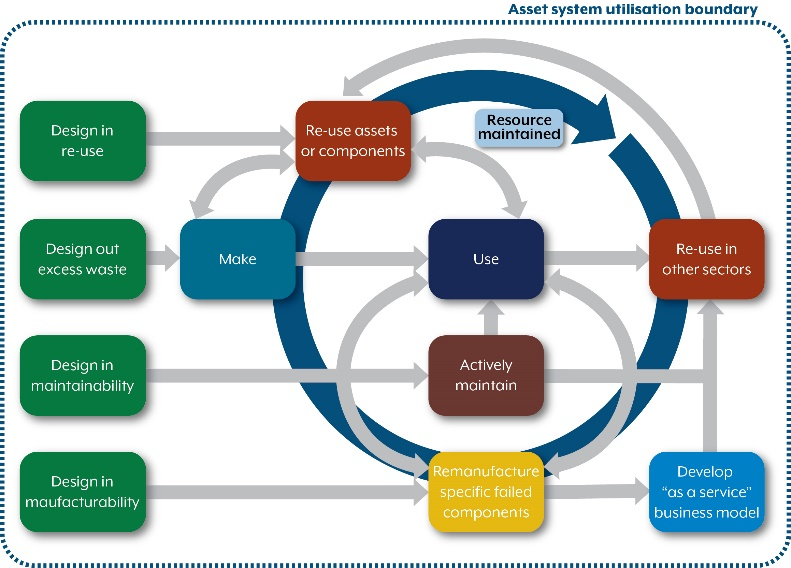 Asset system utilisation boundary
Design in
re-use
Re-use assets
or components
Resource
maintained
Design out
excess waste
Make
Use
Re-use in
other sectors
Design in
maintainability
Actively
maintain
Design in
maufacturability
Remanufacture
specific failed
components
Develop
“as a service”
business model